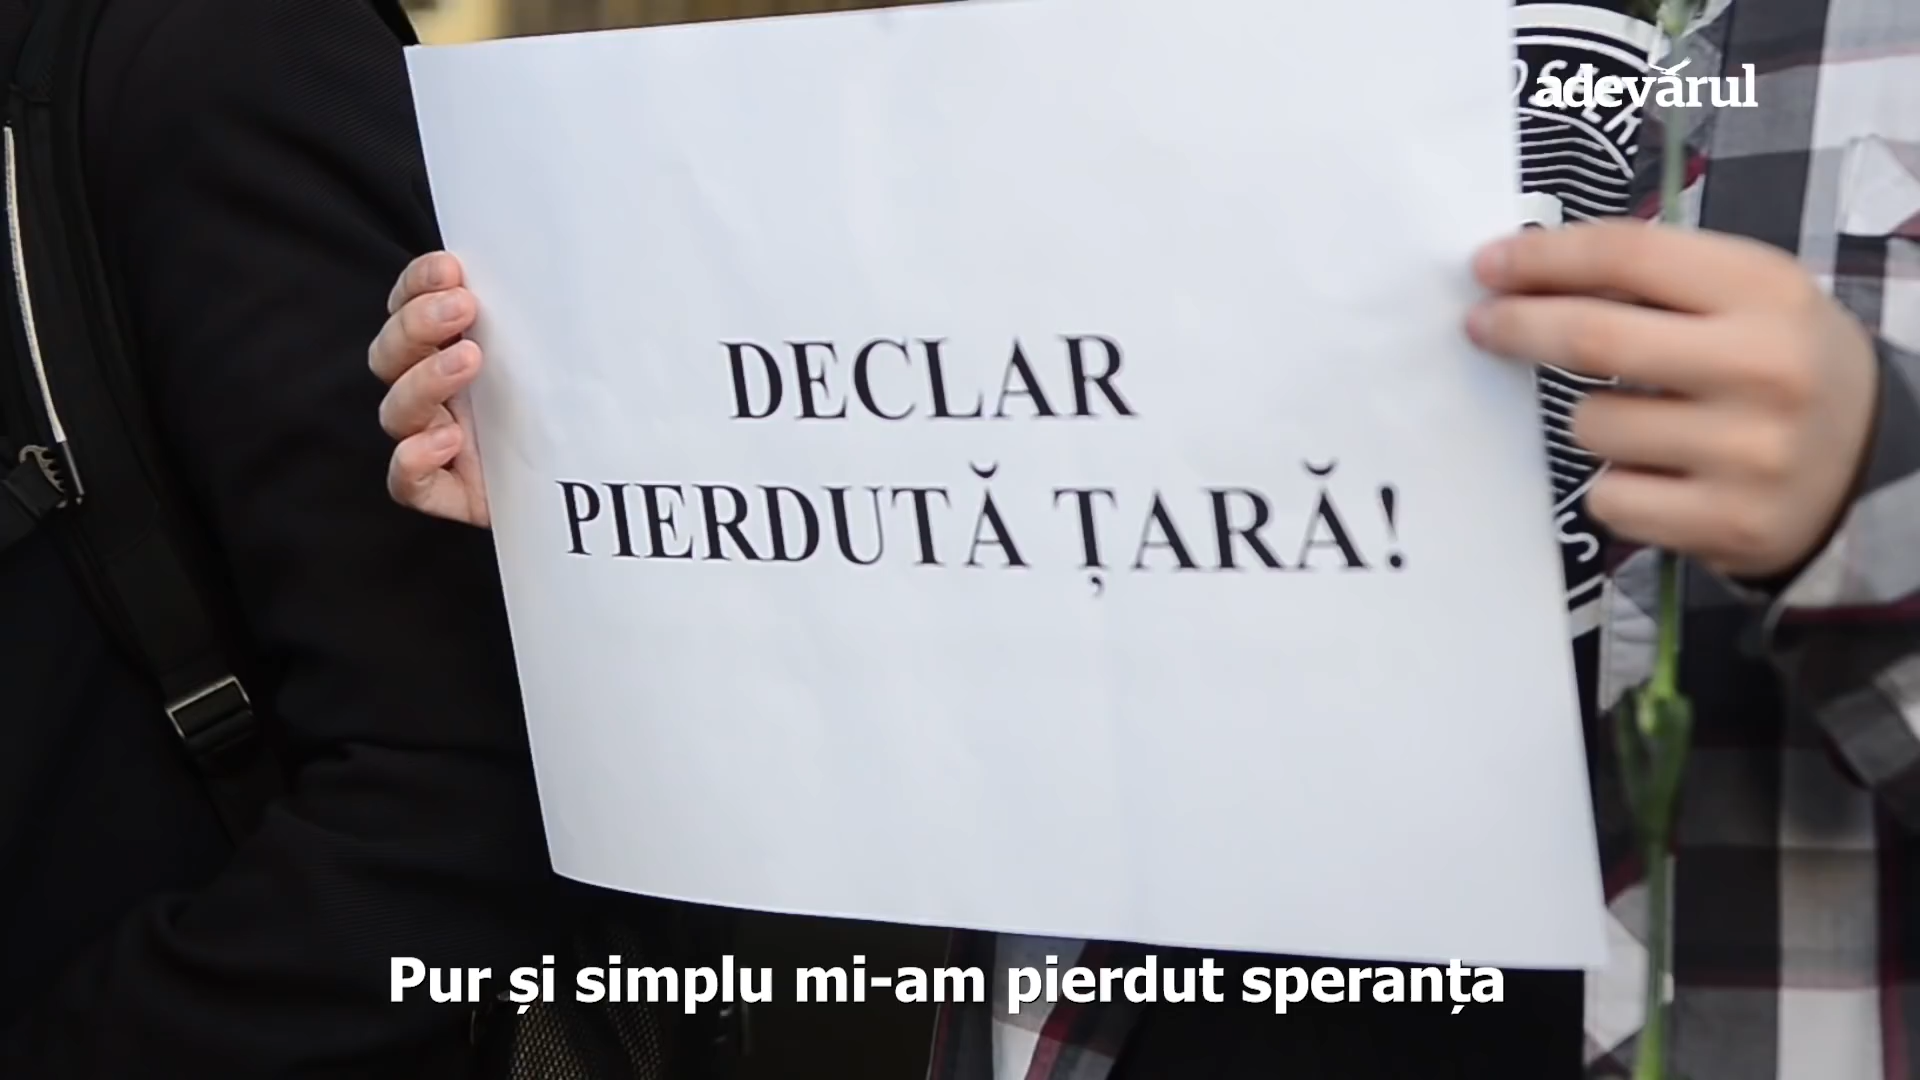 adevărul
DECLAR
PIERDUTĂ ȚARĂ!
Pur și simplu mi-am pierdut speranța